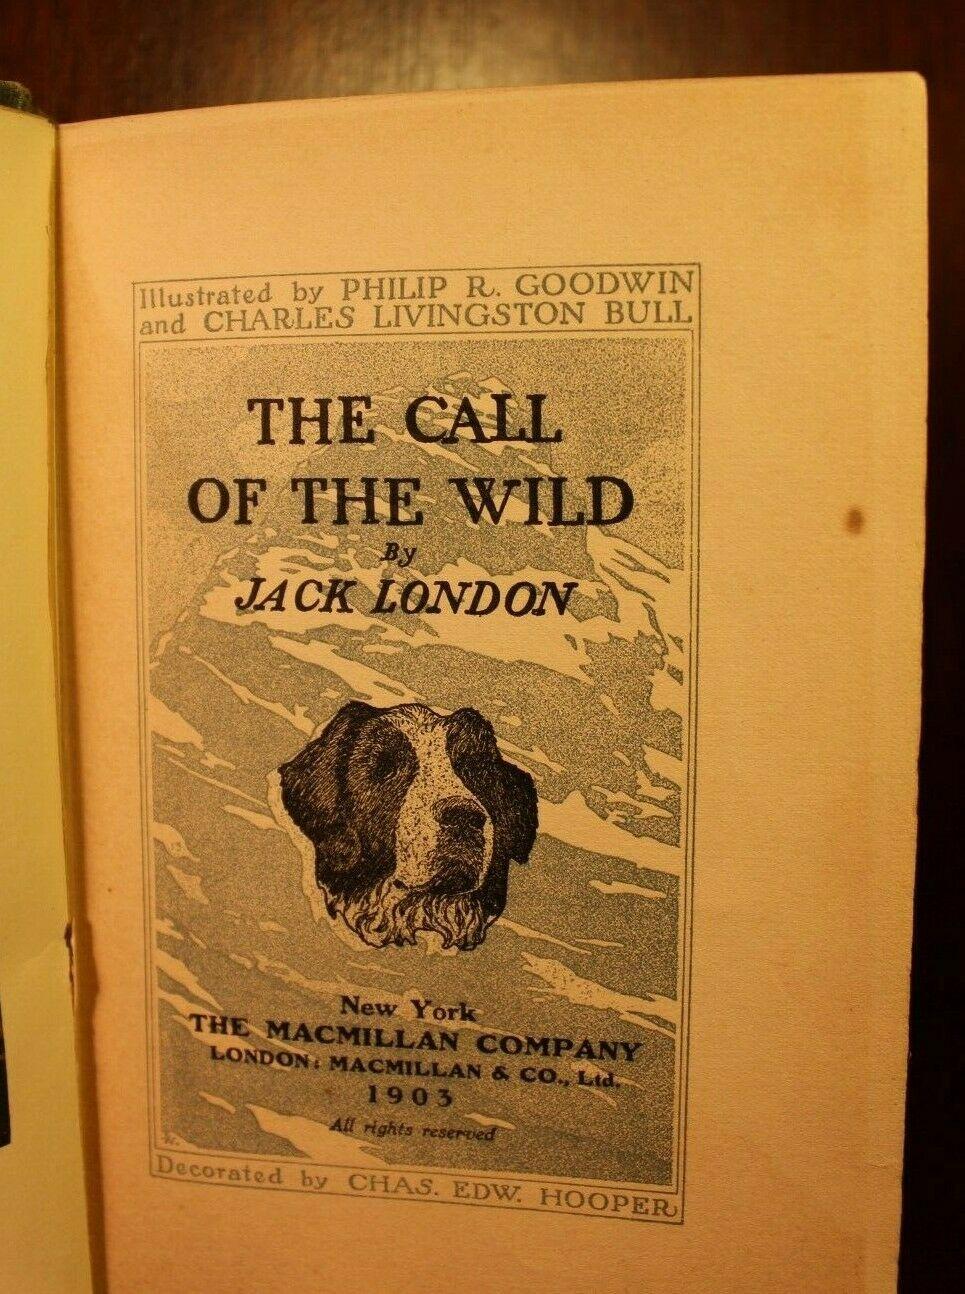 Illustrated by PHILIP R. GOODWIN
and CHARLES LIVINGSTON BULL
THE CALL
OF THE WILD
By
JACK LONDON
New York
THE MACMILLAN COMPANY
LONDON: MACMILLAN & CO., Ltd.
1903
All rights reserved
Decorated by CHAS. EDW. HOOPER